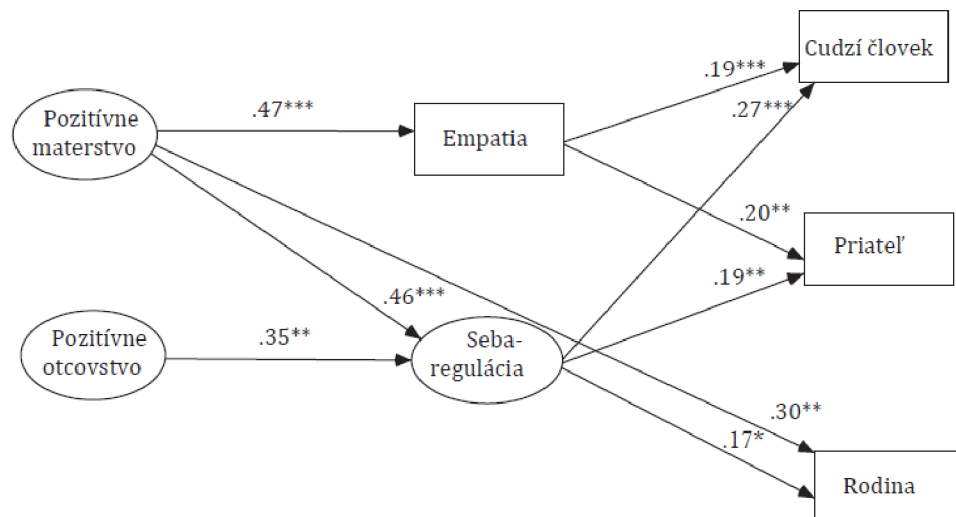 Cudzí človek
.19***
.27***
.47***
Pozitívne
materstvo
Empatia
.20**
Priateľ
.19**
.46***
Pozitívne
otcovstvo
.35**
Seba-
regulácia
.30**
.17*
Rodina